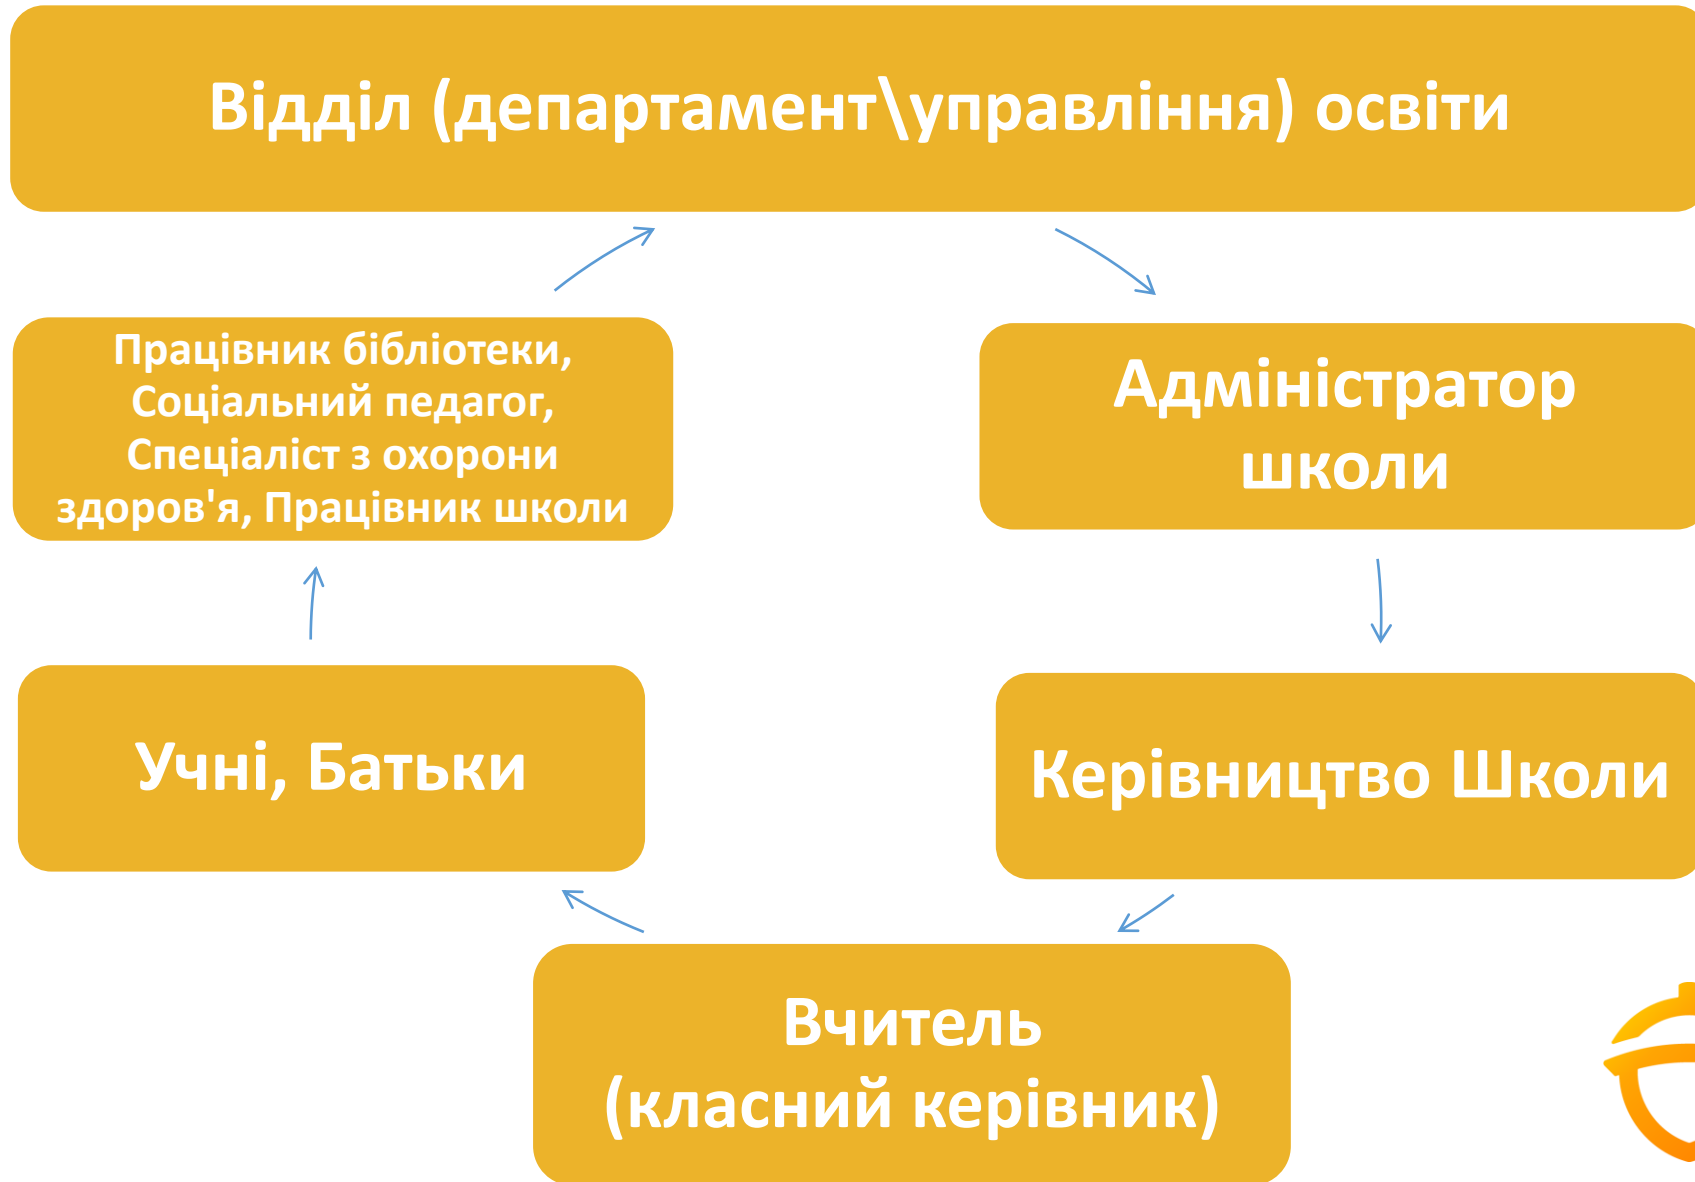 Відділ (департамент\управління) освіти
Працівник бібліотеки,
Соціальний педагог,
Спеціаліст з охорони
здоров'я, Працівник школи
Адміністратор
школи
Учні, Батьки
Керівництво Школи
Вчитель
(класний керівник)